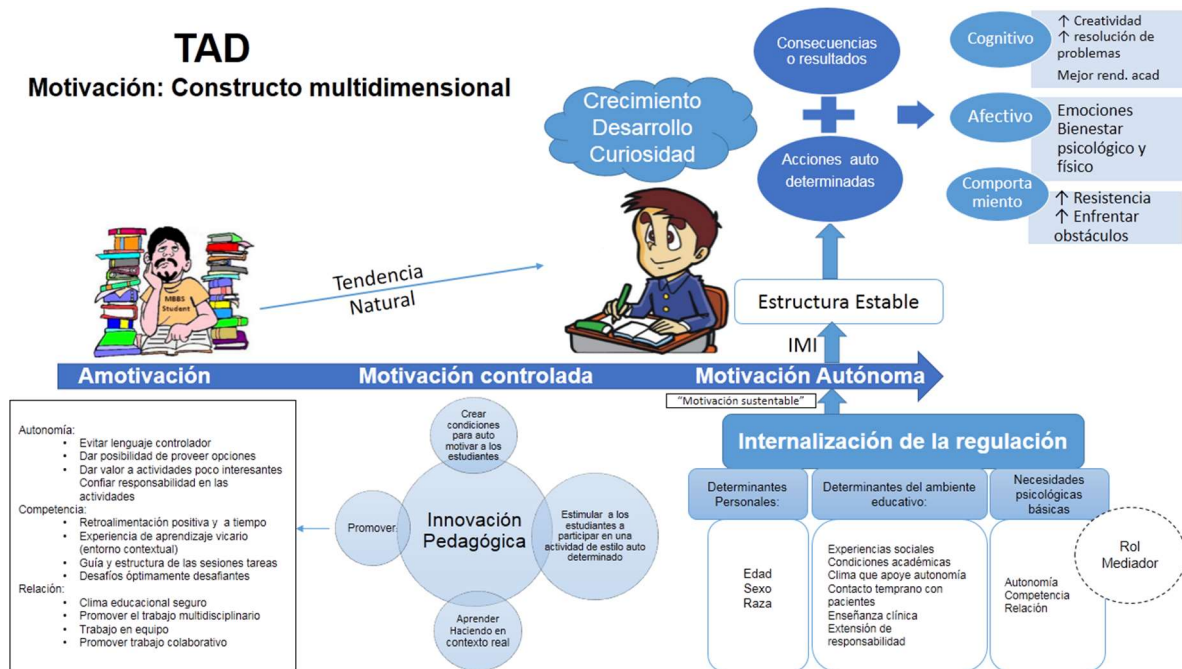 TAD
Motivación: Constructo multidimensional
Crecimiento
Desarrollo
Curiosidad
Consecuencias
o resultados
Acciones auto
determinadas
Cognitivo
↑ Creatividad
↑ resolución de
problemas
Mejor rend. acad
Afectivo
Emociones
Bienestar
psicológico y
físico
Comporta
miento
↑ Resistencia
↑ Enfrentar
obstáculos
MBBS
Student
Tendencia
Natural
Estructura Estable
IMI
Amotivación
Motivación controlada
Motivación Autónoma
“Motivación sustentable”
Autonomía:
• Evitar lenguaje controlador
• Dar posibilidad de proveer opciones
• Dar valor a actividades poco interesantes
Confiar responsabilidad en las
actividades
Competencia:
• Retroalimentación positiva y a tiempo
• Experiencia de aprendizaje vicario
(entorno contextual)
• Guía y estructura de las sesiones tareas
• Desafíos óptimamente desafiantes
Relación:
• Clima educacional seguro
• Promover el trabajo multidisciplinario
• Trabajo en equipo
• Promover trabajo colaborativo
Crear
condiciones
para auto
motivar a los
estudiantes
Promover
Innovación
Pedagógica
Estimular a los
estudiantes a
participar en una
actividad de estilo auto
determinado
Aprender
Haciendo en
contexto real
Internalización de la regulación
Determinantes
Personales:
Edad
Sexo
Raza
Determinantes del ambiente
educativo:
Experiencias sociales
Condiciones académicas
Clima que apoye autonomía
Contacto temprano con
pacientes
Enseñanza clínica
Extensión de
responsabilidad
Necesidades
psicológicas
básicas
Autonomía
Competencia
Relación
Rol
Mediador